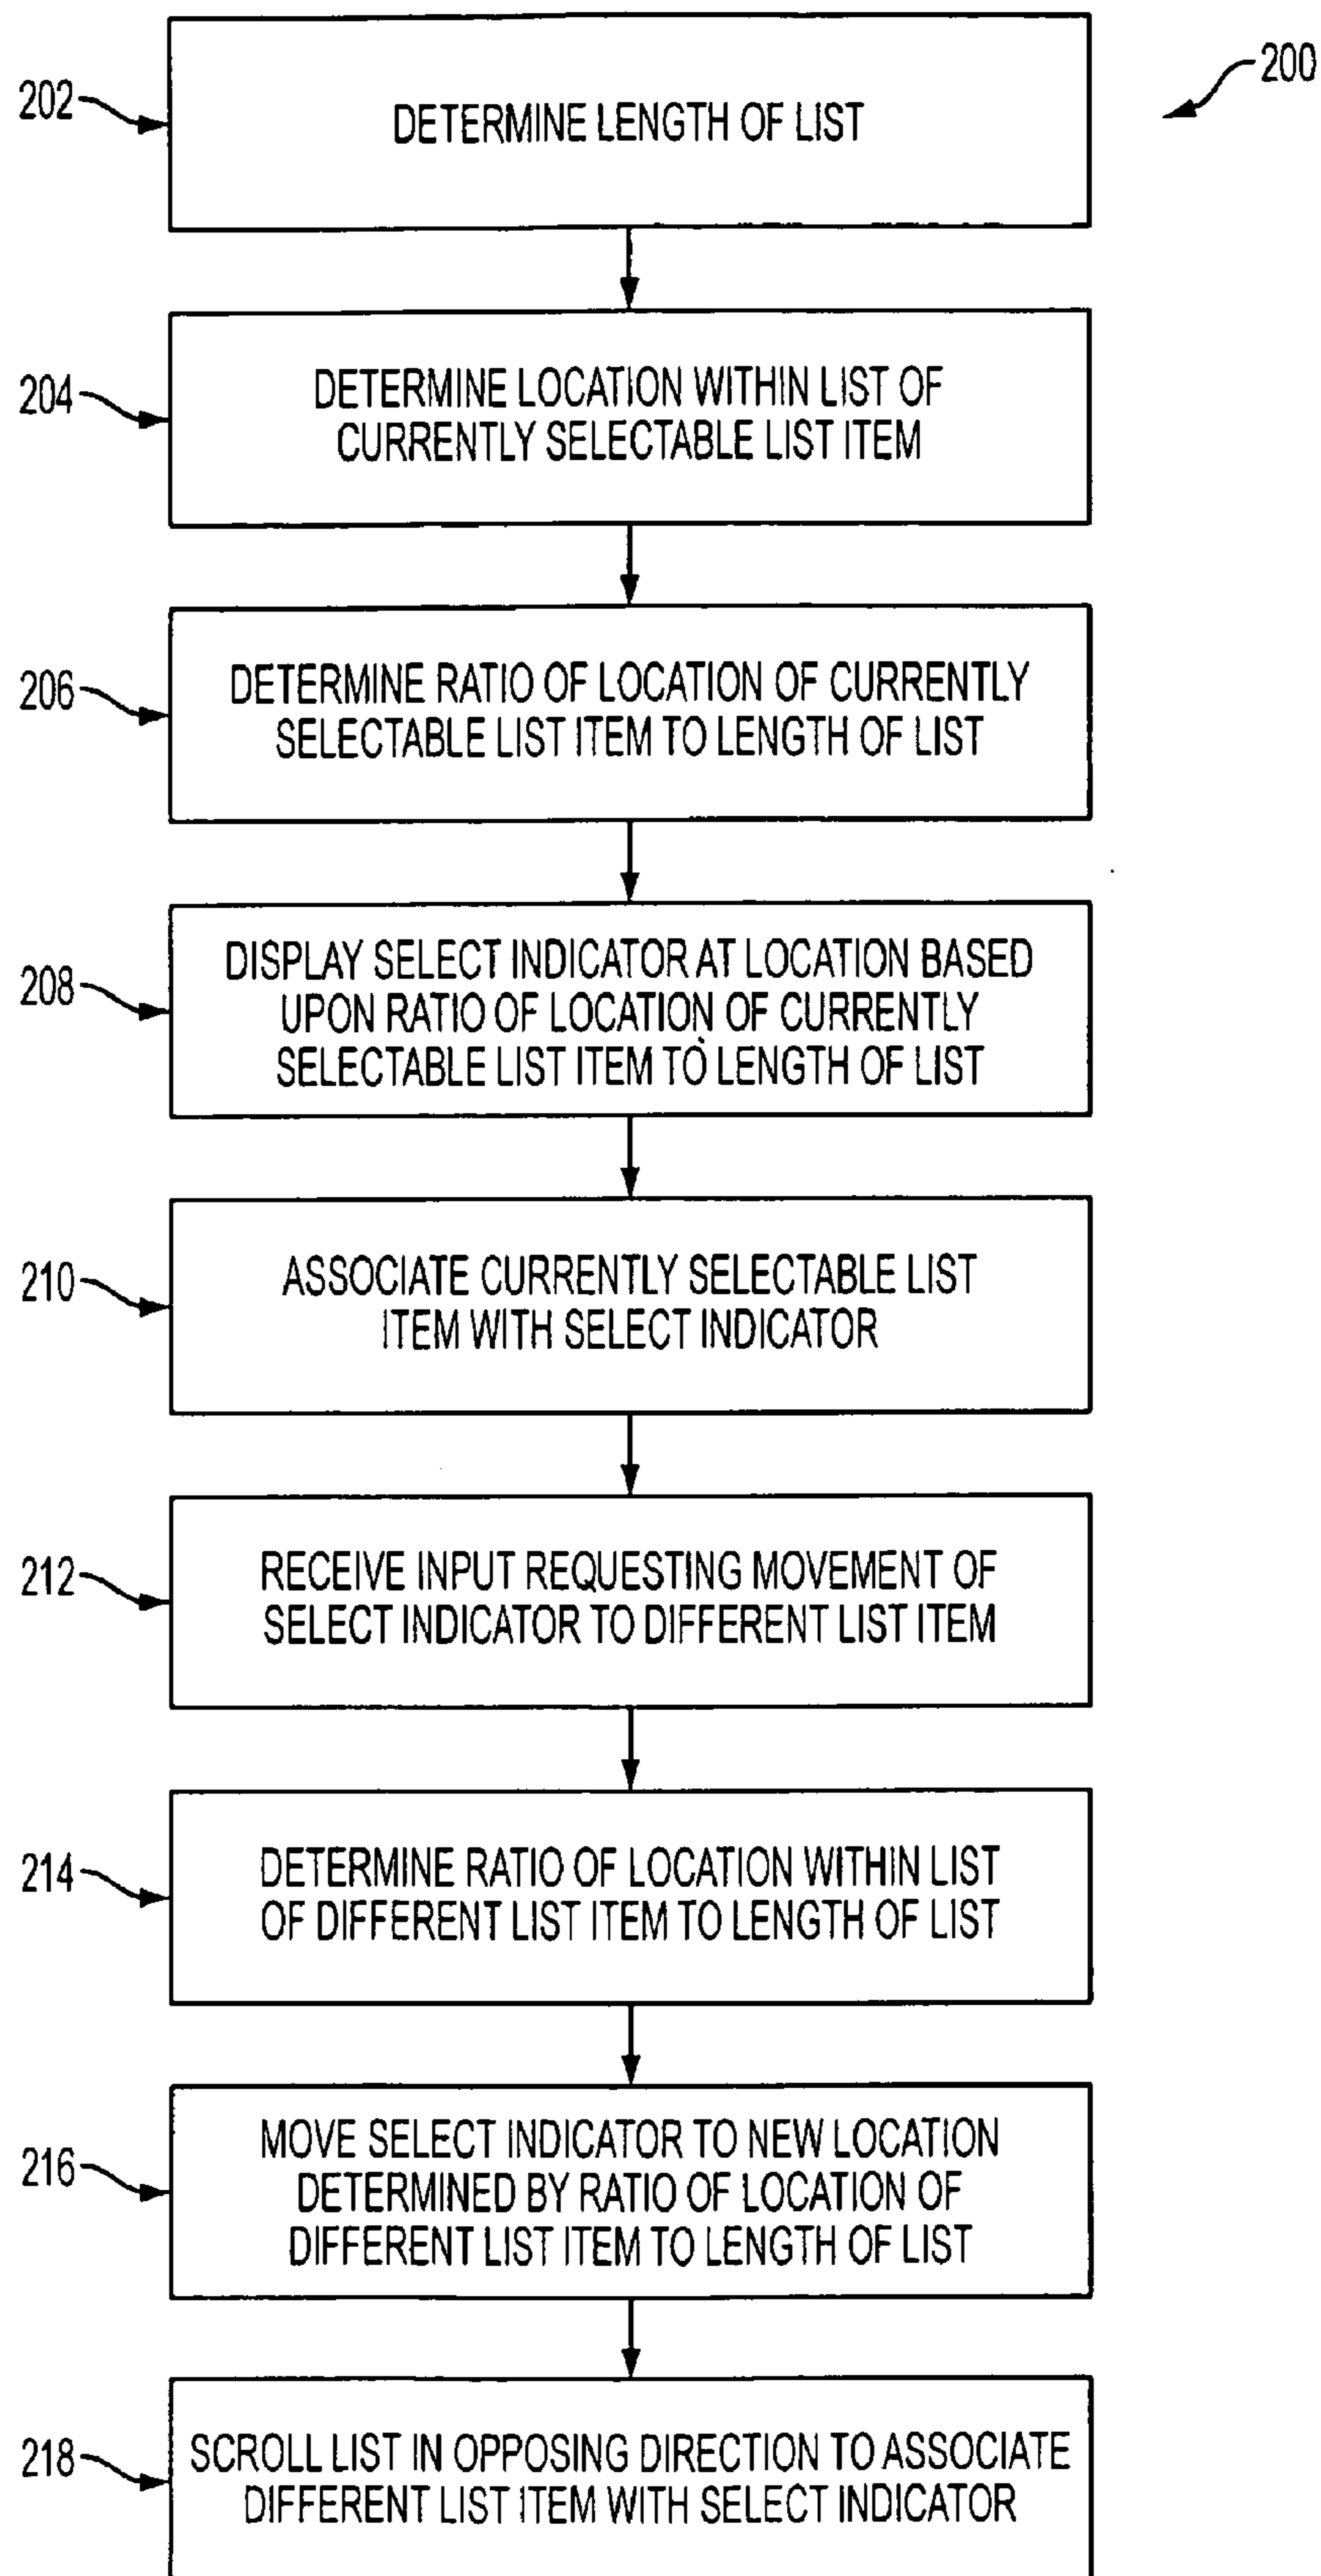 200
202
DETERMINE LENGTH OF LIST
204
DETERMINE LOCATION WITHIN LIST OF
CURRENTLY SELECTABLE LIST ITEM
206
DETERMINE RATIO OF LOCATION OF CURRENTLY
SELECTABLE LIST ITEM TO LENGTH OF LIST
208
DISPLAY SELECT INDICATOR AT LOCATION BASED
UPON RATIO OF LOCATION OF CURRENTLY
SELECTABLE LIST ITEM TO LENGTH OF LIST
210
ASSOCIATE CURRENTLY SELECTABLE LIST
ITEM WITH SELECT INDICATOR
212
RECEIVE INPUT REQUESTING MOVEMENT OF
SELECT INDICATOR TO DIFFERENT LIST ITEM
214
DETERMINE RATIO OF LOCATION WITHIN LIST
OF DIFFERENT LIST ITEM TO LENGTH OF LIST
216
MOVE SELECT INDICATOR TO NEW LOCATION
DETERMINED BY RATIO OF LOCATION OF
DIFFERENT LIST ITEM TO LENGTH OF LIST
218
SCROLL LIST IN OPPOSING DIRECTION TO ASSOCIATE
DIFFERENT LIST ITEM WITH SELECT INDICATOR